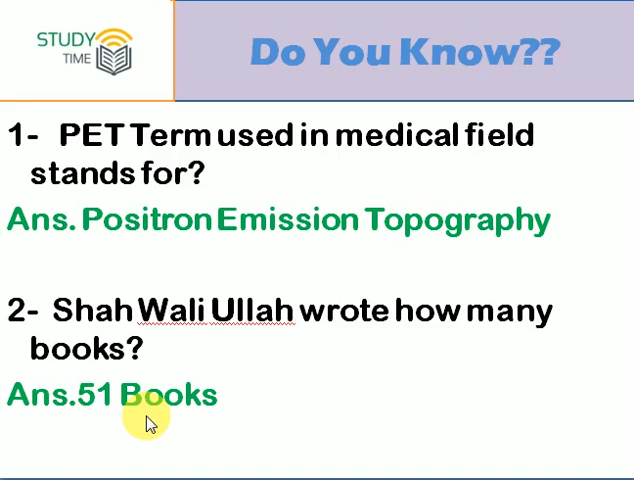 STUDY
TIME
Do You Know??
1- PET Term used in medical field
stands for?
Ans. Positron Emission Topography
2- Shah Wali Ullah wrote how many
books?
Ans.51 Books